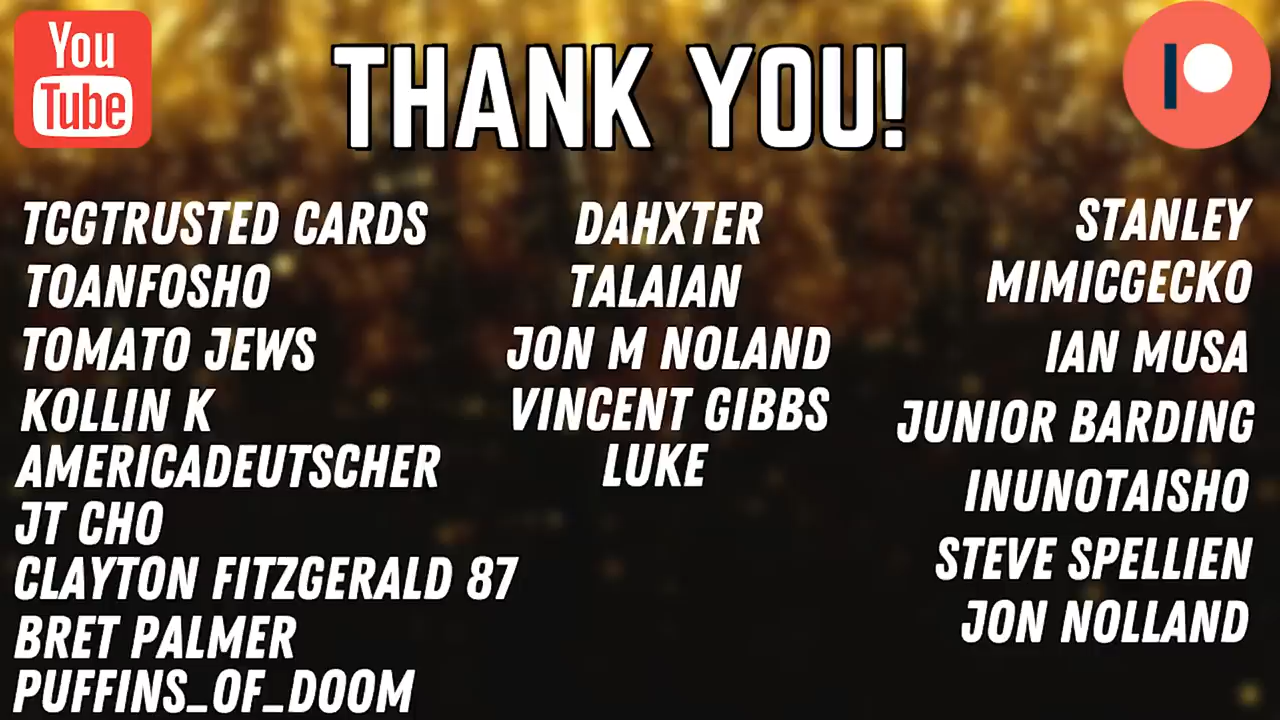 You
Tube
THANK YOU!
TCGTRUSTED CARDS
TOANFOSHO
TOMATO JEWS
KOLLIN K
AMERICADEUTSCHER
JT CHO
CLAYTON FITZGERALD 87
BRET PALMER
PUFFINS_OF_DOOM
DAHXTER
TALAIAN
JON M NOLAND
VINCENT GIBBS
LUKE
STANLEY
MIMICGECKO
IAN MUSA
JUNIOR BARDING
INUNOTAISHO
STEVE SPELLIEN
JON NOLLAND